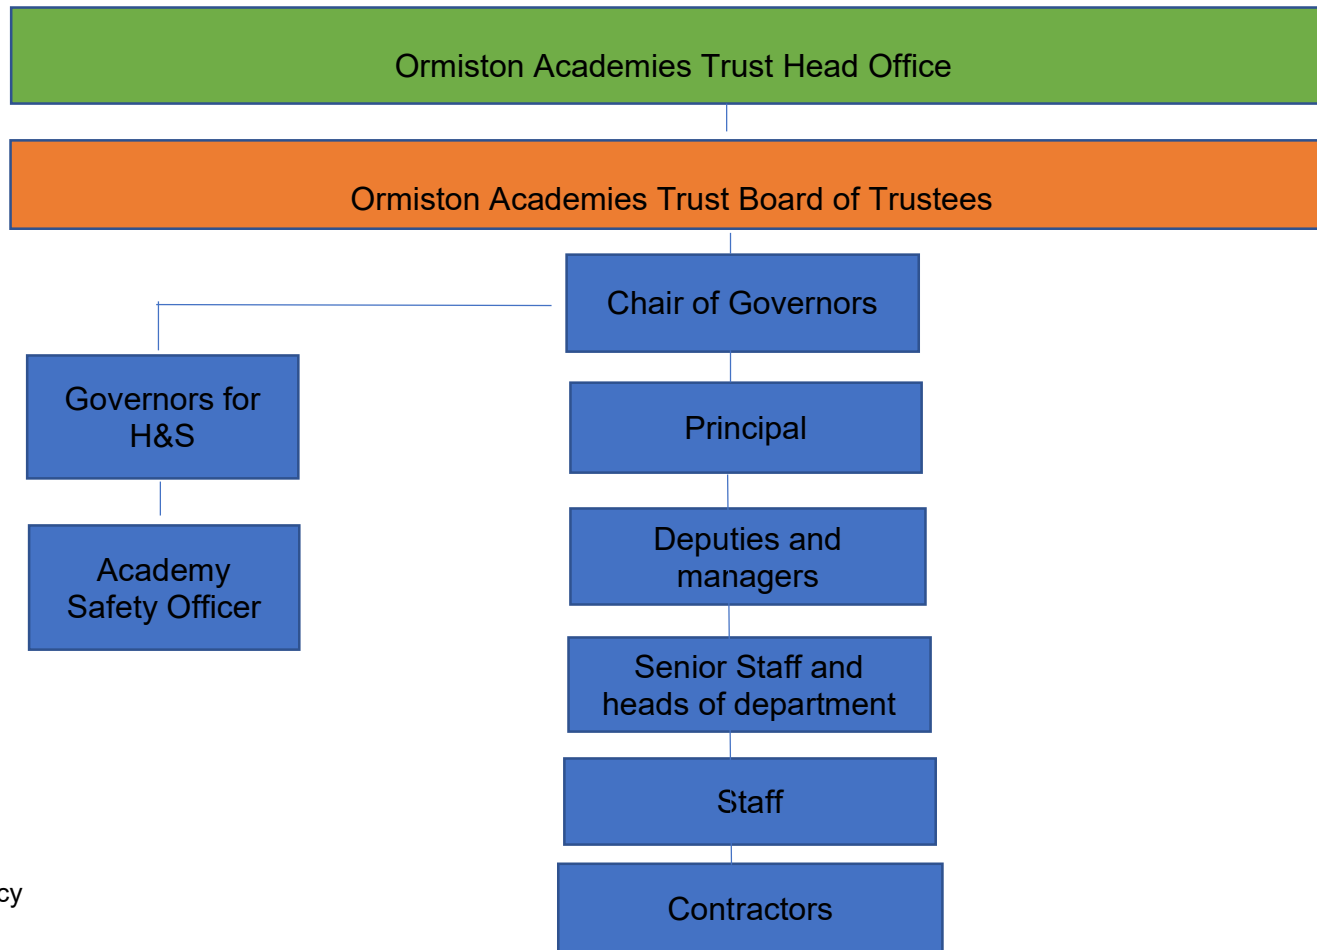 Ormiston Academies Trust Head Office
Ormiston Academies Trust Board of Trustees
Chair of Governors
Governors for
H&S
Principal
Academy
Safety Officer
Deputies and
managers
Senior Staff and
heads of department
Staff
Contractors
cy